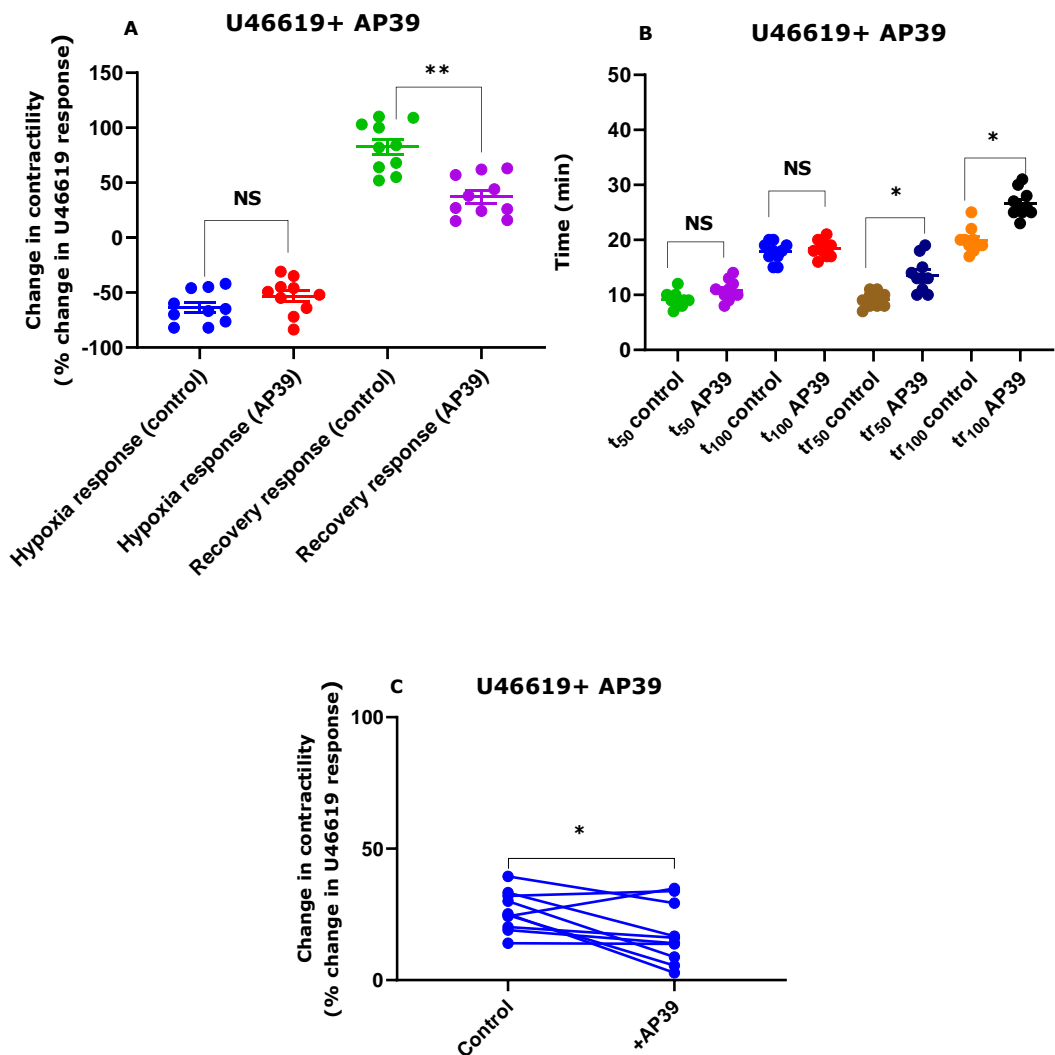 A
U46619+ AP39
Change in contractility
(% change in U46619 response)
150
100
50
0
-50
-100
NS
**
Hypoxia response (control)
Hypoxia response (AP39)
Recovery response (control)
Recovery response (AP39)
B
U46619+ AP39
Time (min)
50
40
30
20
10
0
NS
NS
*
*
t₅₀ control
t₅₀ AP39
t₁₀₀ control
t₁₀₀ AP39
tr₅₀ control
tr₅₀ AP39
tr₁₀₀ control
tr₁₀₀ AP39
C
U46619+ AP39
Change in contractility
(% change in U46619 response)
100
50
0
*
Control
+AP39